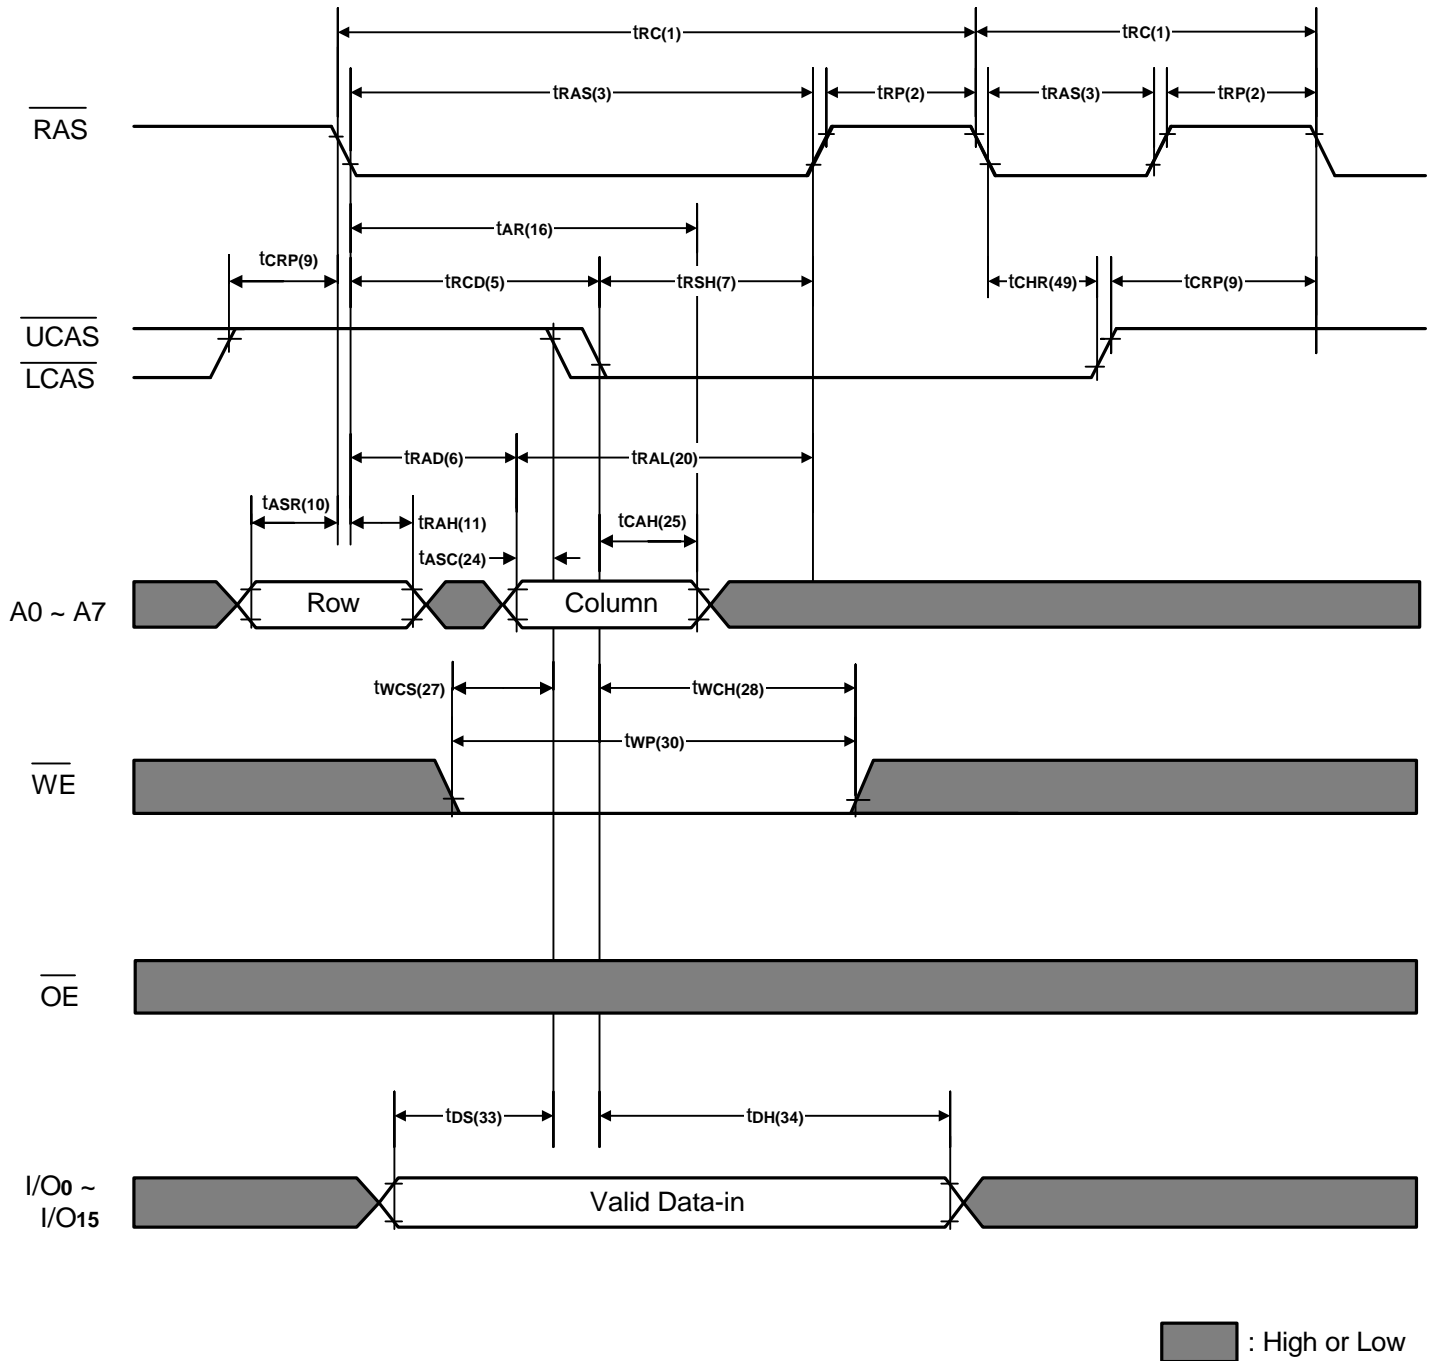 tRC(1) tRC(1)
tRAS(3) tRP(2) tRAS(3) tRP(2)
RAS
tAR(16)
tCRP(9) tRCD(5) tRSH(7) tCHR(49) tCRP(9)
UCAS
LCAS
tRAD(6) tRAL(20)
tASR(10) tRAH(11) tCAH(25)
tASC(24)
A0 ~ A7 Row Column
tWCS(27) tWCH(28)
tWP(30)
WE
OE
tDS(33) tDH(34)
I/O0 ~
I/O15 Valid Data-in
: High or Low